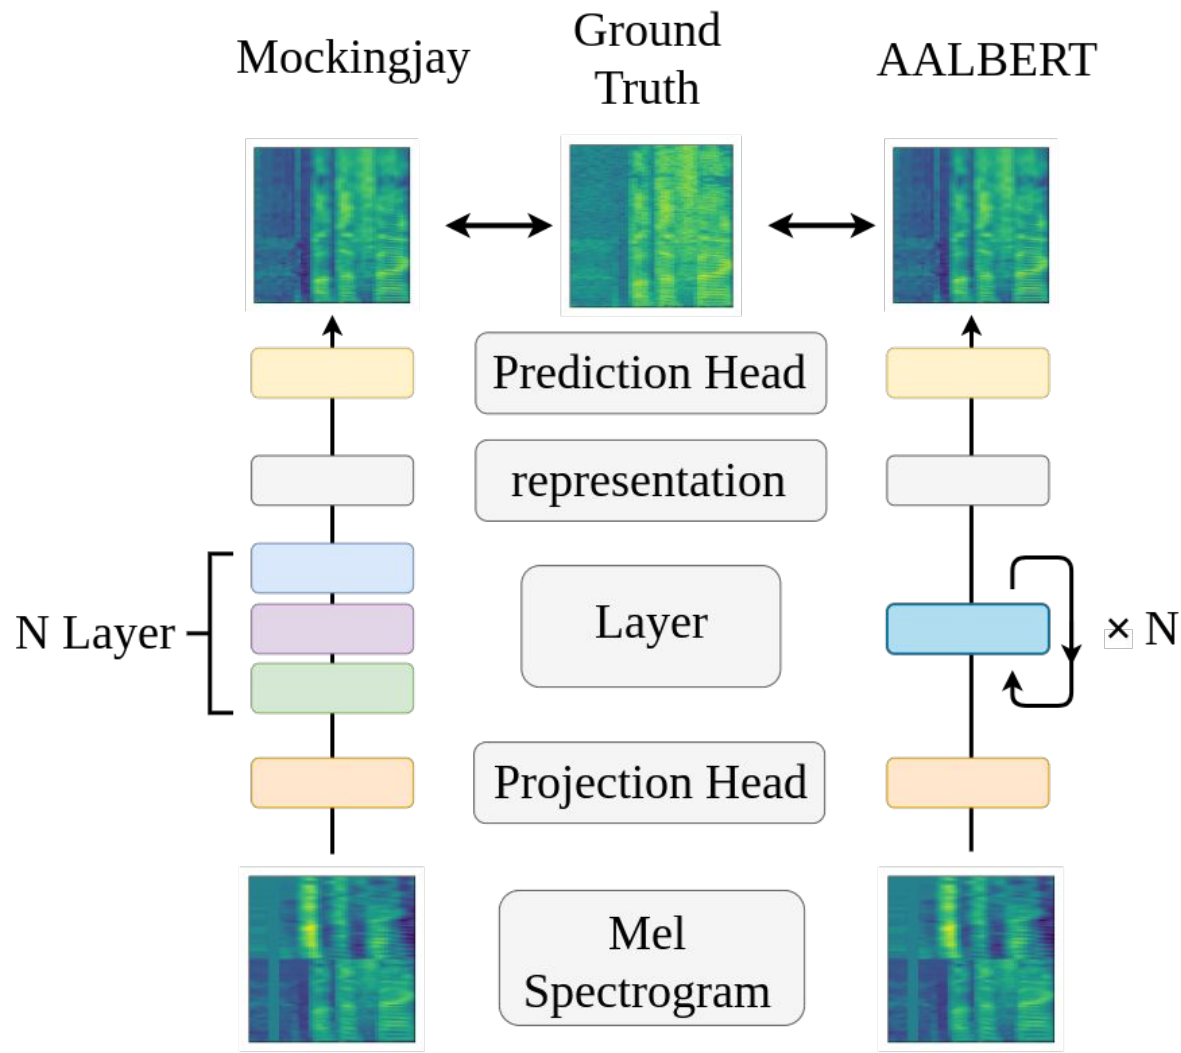 Mockingjay
Ground
Truth
AALBERT
Prediction Head
representation
N Layer
Layer
× N
Projection Head
Mel
Spectrogram